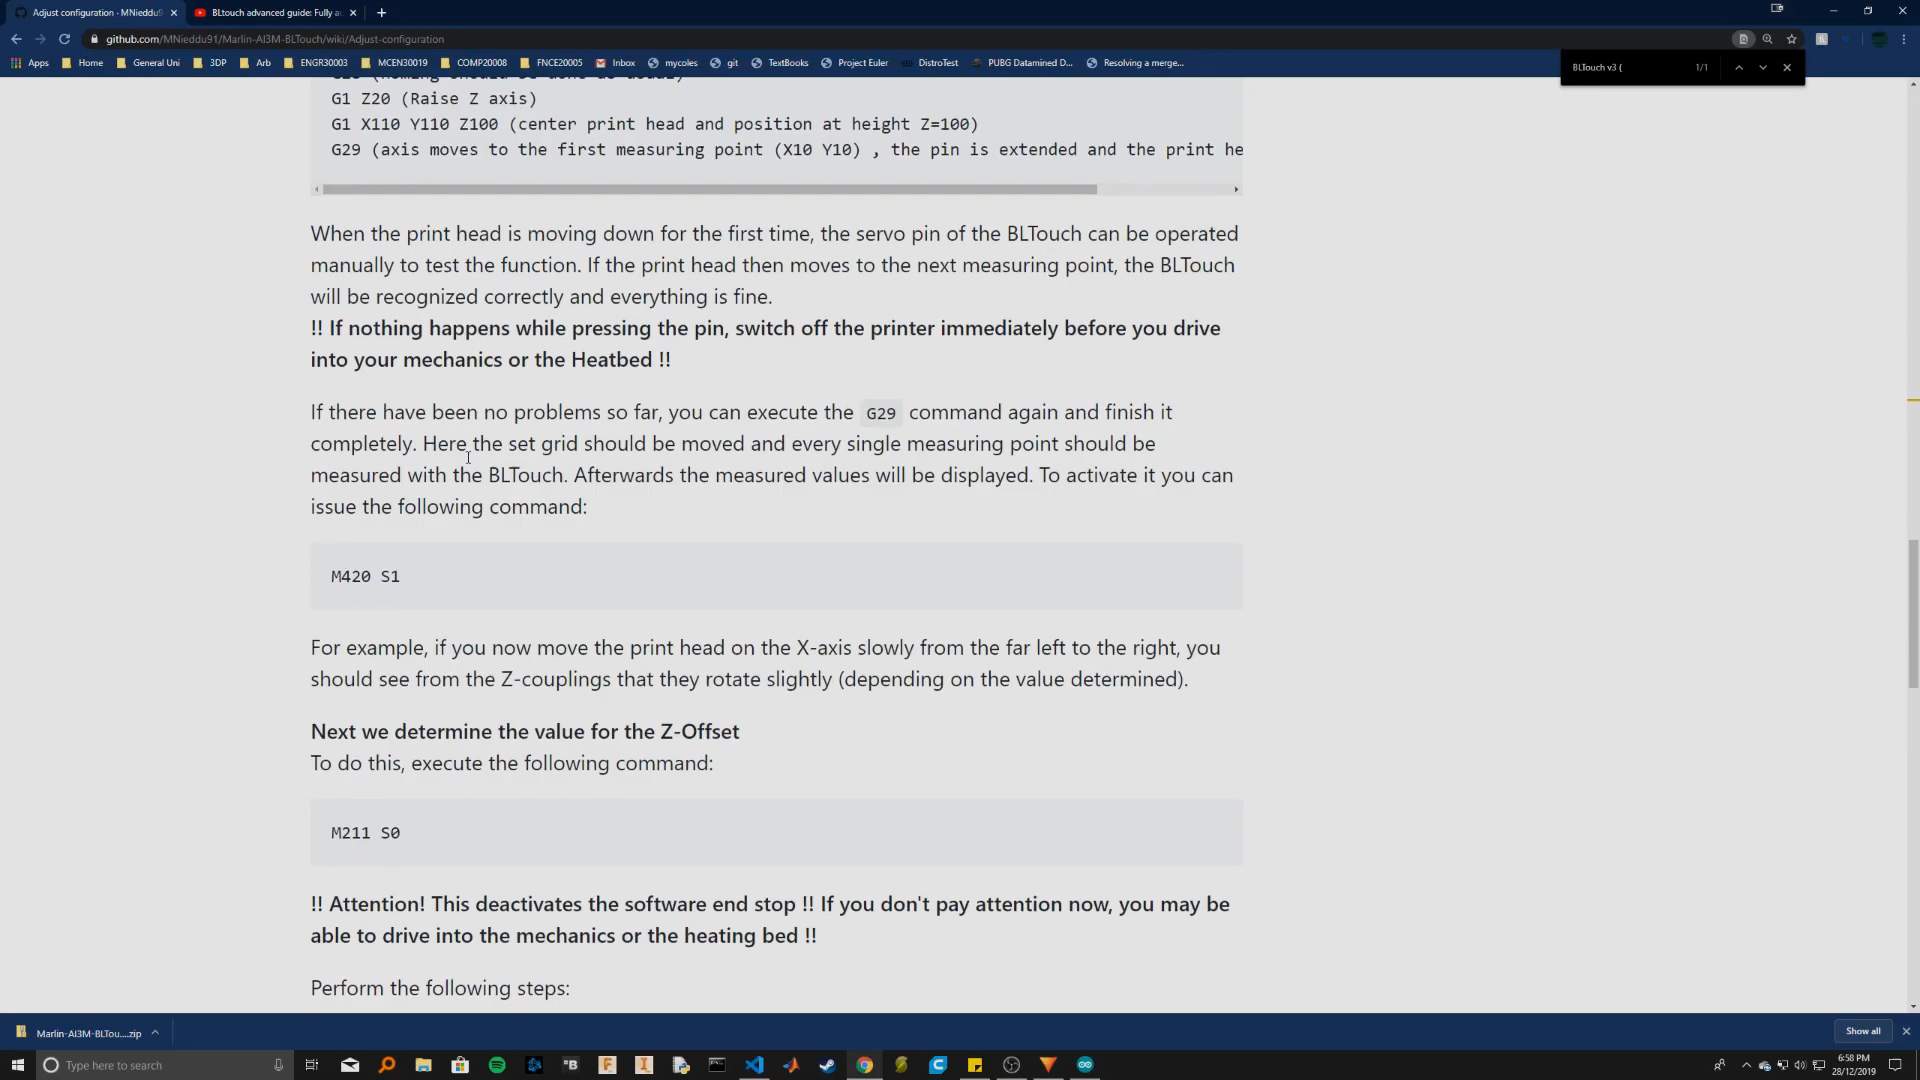 Adjust configuration · MNieddu9
BLtouch advanced guide: Fully au
github.com/MNieddu91/Marlin-AI3M-BLTouch/wiki/Adjust-configuration
Apps
Home
General Uni
3DP
Arb
ENGR30003
MCEN30019
COMP20008
FNCE20005
Inbox
mycoles
git
TextBooks
Project Euler
DistroTest
PUBG Datamined D...
Resolving a merge...
BLTouch v3 (
1/1
G1 Z20 (Raise Z axis)
G1 X110 Y110 Z100 (center print head and position at height Z=100)
G29 (axis moves to the first measuring point (X10 Y10) , the pin is extended and the print he
When the print head is moving down for the first time, the servo pin of the BLTouch can be operated
manually to test the function. If the print head then moves to the next measuring point, the BLTouch
will be recognized correctly and everything is fine.
!! If nothing happens while pressing the pin, switch off the printer immediately before you drive
into your mechanics or the Heatbed !!
If there have been no problems so far, you can execute the G29 command again and finish it
completely. Here the set grid should be moved and every single measuring point should be
measured with the BLTouch. Afterwards the measured values will be displayed. To activate it you can
issue the following command:
M420 S1
For example, if you now move the print head on the X-axis slowly from the far left to the right, you
should see from the Z-couplings that they rotate slightly (depending on the value determined).
Next we determine the value for the Z-Offset
To do this, execute the following command:
M211 S0
!! Attention! This deactivates the software end stop !! If you don't pay attention now, you may be
able to drive into the mechanics or the heating bed !!
Perform the following steps:
Marlin-AI3M-BLTou....zip
Show all
Type here to search
6:58 PM
28/12/2019